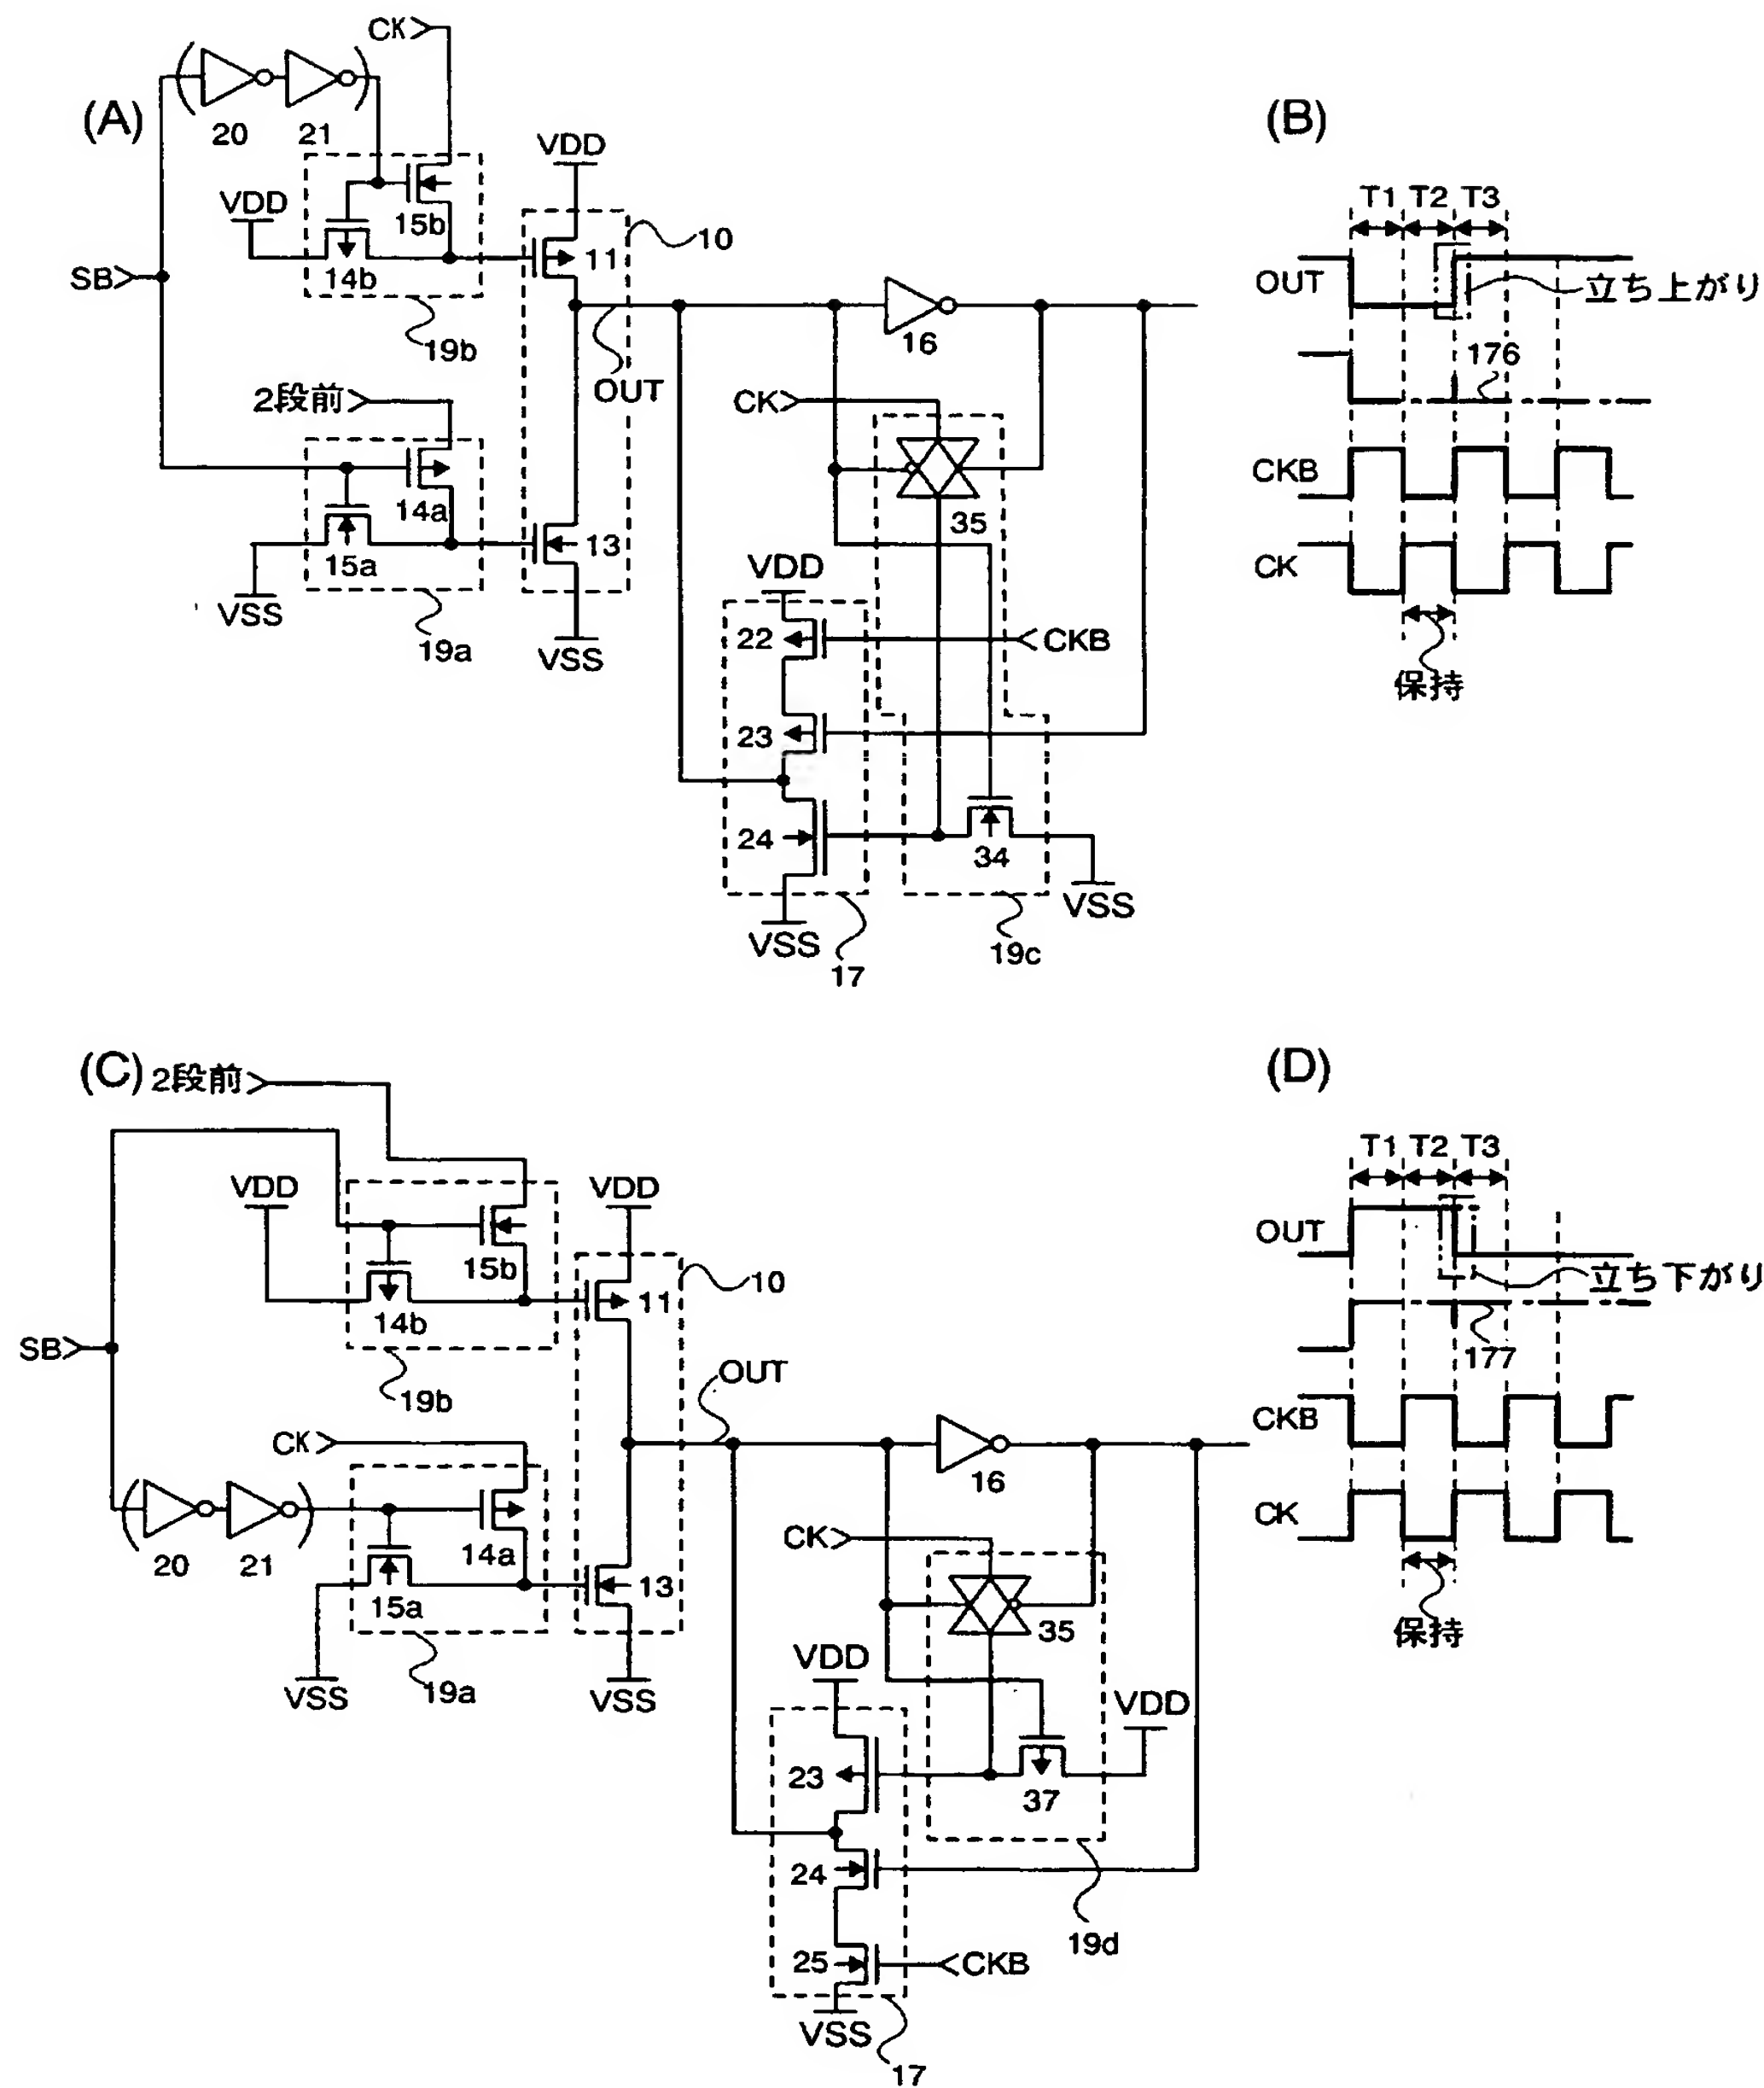 (A)
CK
20
21
15b
VDD
14b
19b
SB
2段前
14a
15a
VSS
19a
VDD
10
11
13
VSS
OUT
16
CK
35
VDD
22
CKB
23
24
34
VSS
VSS
19c
17
(B)
T1 T2 T3
OUT
立ち上がり
176
CKB
CK
保持
(C)
2段前
VDD
15b
14b
19b
SB
CK
20
21
14a
15a
VSS
19a
VDD
10
11
13
VSS
OUT
16
CK
35
VDD
VDD
23
37
24
19d
25
CKB
VSS
17
(D)
T1 T2 T3
OUT
立ち下がり
177
CKB
CK
保持